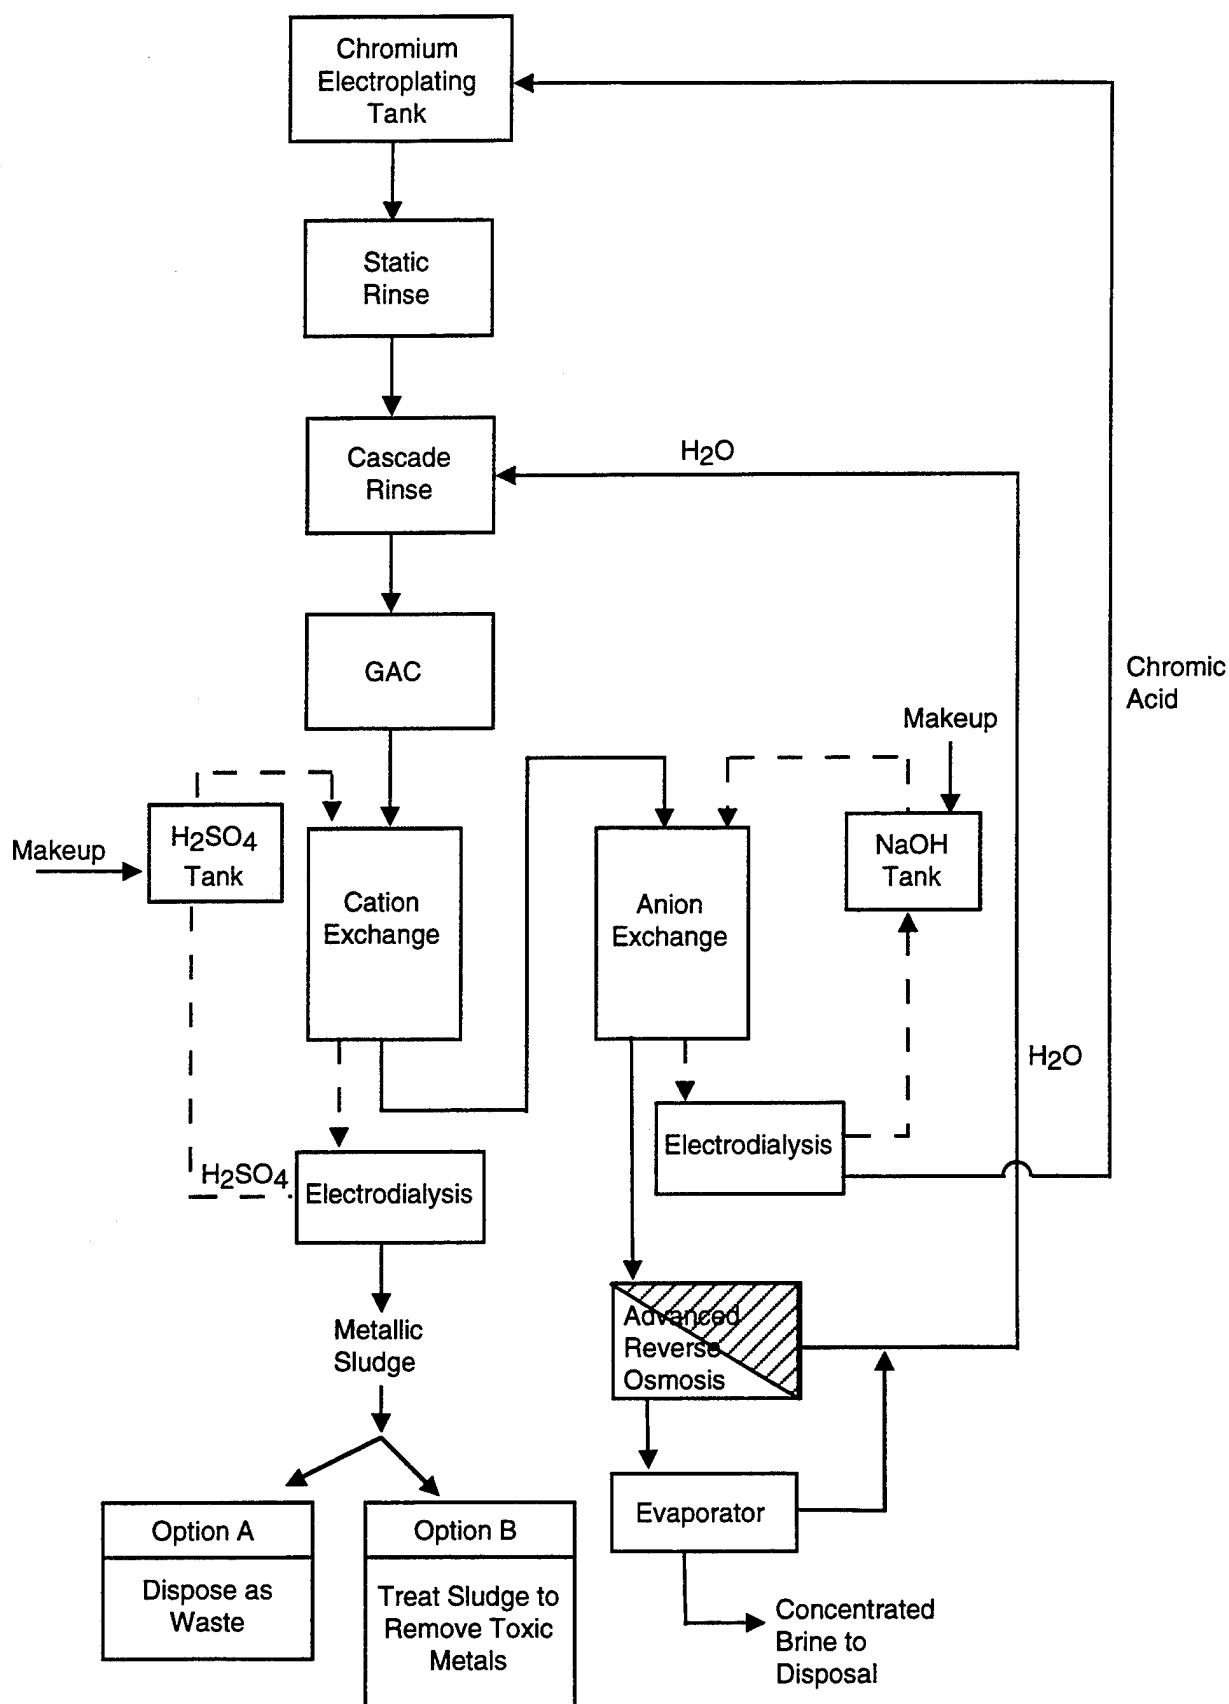 Chromium
Electroplating
Tank
Static
Rinse
Cascade
Rinse
H2O
GAC
Chromic
Acid
Makeup
Makeup
H2SO4
Tank
NaOH
Tank
Cation
Exchange
Anion
Exchange
H2O
Electrodialysis
H2SO4
Electrodialysis
Metallic
Sludge
Advanced
Reverse
Osmosis
Option A
Dispose as
Waste
Option B
Treat Sludge to
Remove Toxic
Metals
Evaporator
Concentrated
Brine to
Disposal